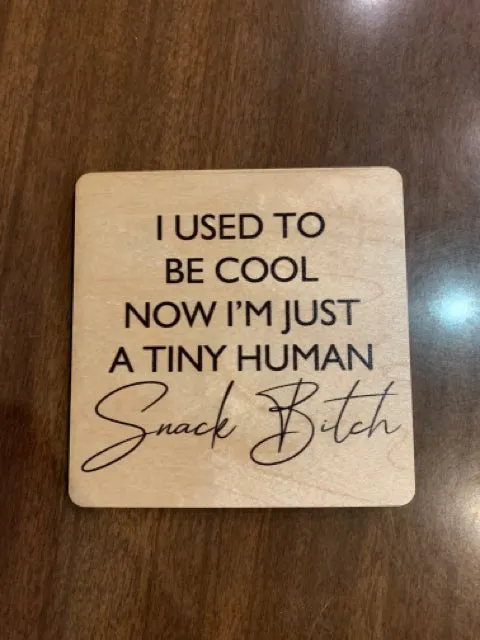 I USED TO
BE COOL
NOW I'M JUST
A TINY HUMAN
Snack Bitch